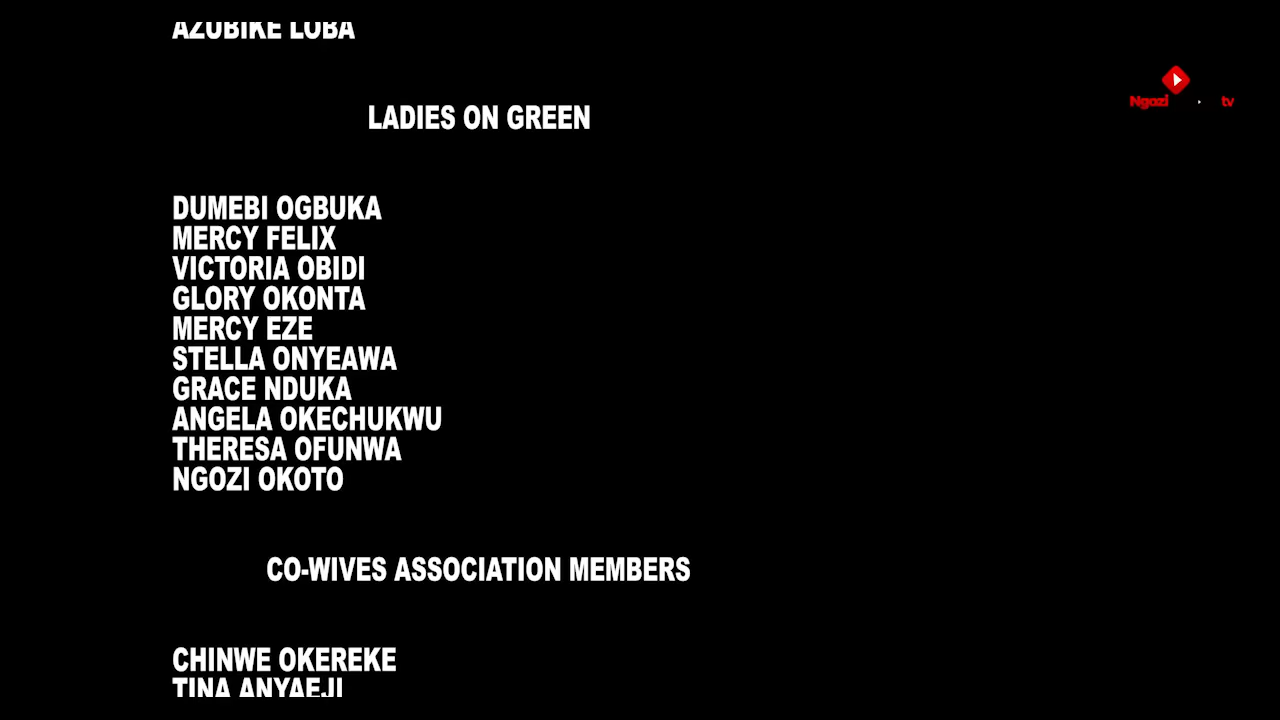 AZUBIKE LOBA
LADIES ON GREEN
Ngozi tv
DUMEBI OGBUKA
MERCY FELIX
VICTORIA OBIDI
GLORY OKONTA
MERCY EZE
STELLA ONYEAWA
GRACE NDUKA
ANGELA OKECHUKWU
THERESA OFUNWA
NGOZI OKOTO
CO-WIVES ASSOCIATION MEMBERS
CHINWE OKEREKE
TINA ANYAEJI